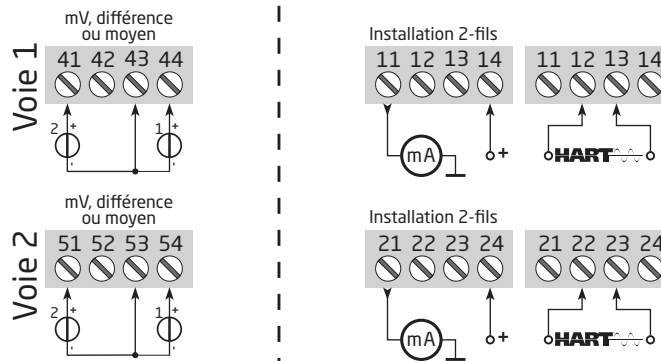 Voie 1
mV, différence
ou moyen
41 42 43 44
2 + -
1 + -
Installation 2-fils
11 12 13 14
mA
+
11 12 13 14
HART
Voie 2
mV, différence
ou moyen
51 52 53 54
2 + -
1 + -
Installation 2-fils
21 22 23 24
mA
+
21 22 23 24
HART